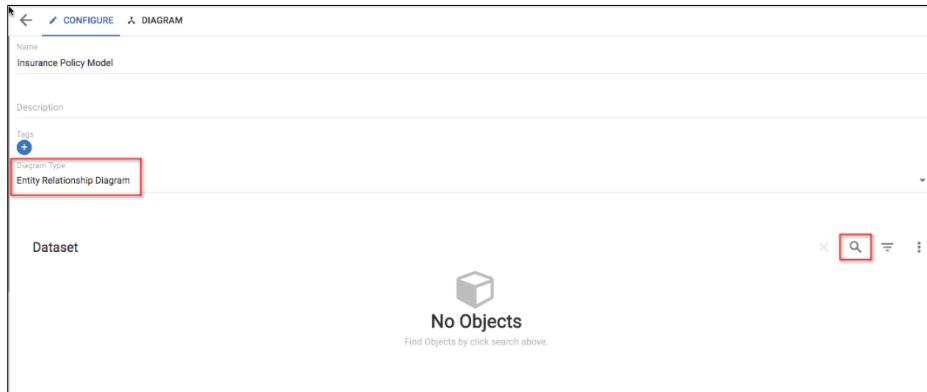 CONFIGURE DIAGRAM
Name
Insurance Policy Model
Description
Tags
Diagram Type
Entity Relationship Diagram
Dataset
No Objects
Find Objects by click search above.